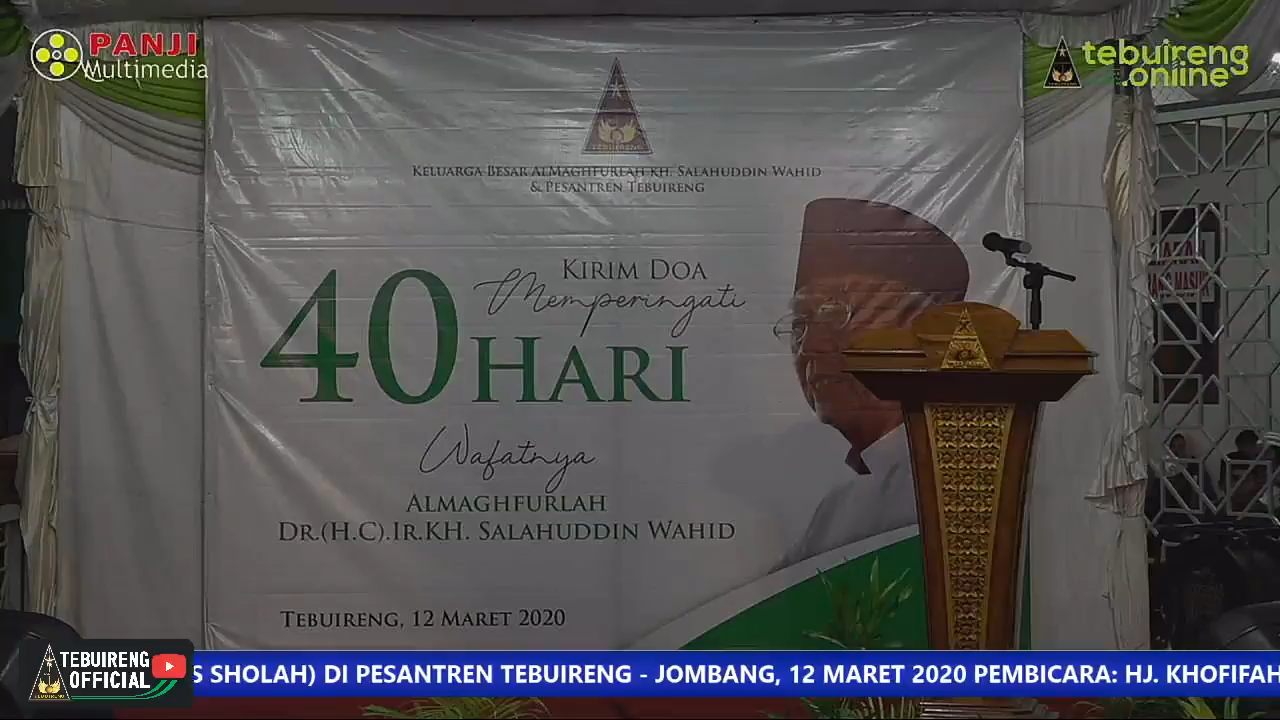 PANJI
Multimedia
tebuireng
.online
TEBUIRENG
KELUARGA BESAR ALMAGHFURLAH KH. SALAHUDDIN WAHID
& PESANTREN TEBUIRENG
KIRIM DOA
Memperingati
40 HARI
Wafatnya
ALMAGHFURLAH
DR.(H.C).IR.KH. SALAHUDDIN WAHID
TEBUIRENG, 12 MARET 2020
TEBUIRENG
OFFICIAL
S SHOLAH) DI PESANTREN TEBUIRENG - JOMBANG, 12 MARET 2020 PEMBICARA: HJ. KHOFIFAH